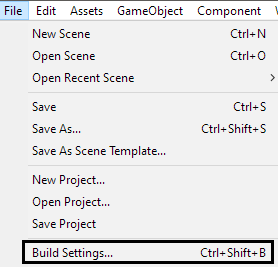 File Edit Assets GameObject Component
New Scene Ctrl+N
Open Scene Ctrl+O
Open Recent Scene
Save Ctrl+S
Save As... Ctrl+Shift+S
Save As Scene Template...
New Project...
Open Project...
Save Project
Build Settings... Ctrl+Shift+B